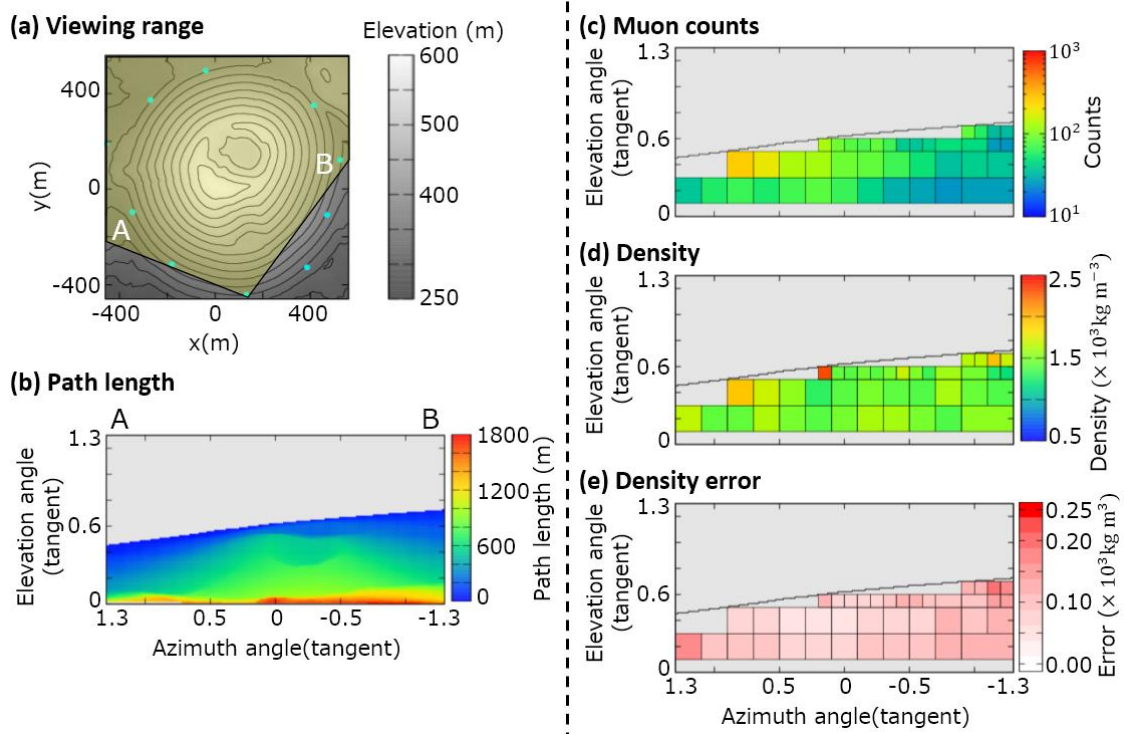 (a) Viewing range
Elevation (m)
600
500
400
250
400
0
-400
y(m)
A
B
-400 0 400
x(m)
(b) Path length
A B
1.3
0.6
0
Elevation angle
(tangent)
1.3 0.5 0 -0.5 -1.3
Azimuth angle(tangent)
1800
1200
600
0
Path length (m)
(c) Muon counts
1.3
0.6
0
Elevation angle
(tangent)
10³
10²
10¹
Counts
(d) Density
1.3
0.6
0
Elevation angle
(tangent)
2.5
1.5
0.5
Density (× 10³kg m⁻³)
(e) Density error
1.3
0.6
0
Elevation angle
(tangent)
1.3 0.5 0 -0.5 -1.3
Azimuth angle(tangent)
0.25
0.20
0.10
0.00
Error (× 10³kg m³)